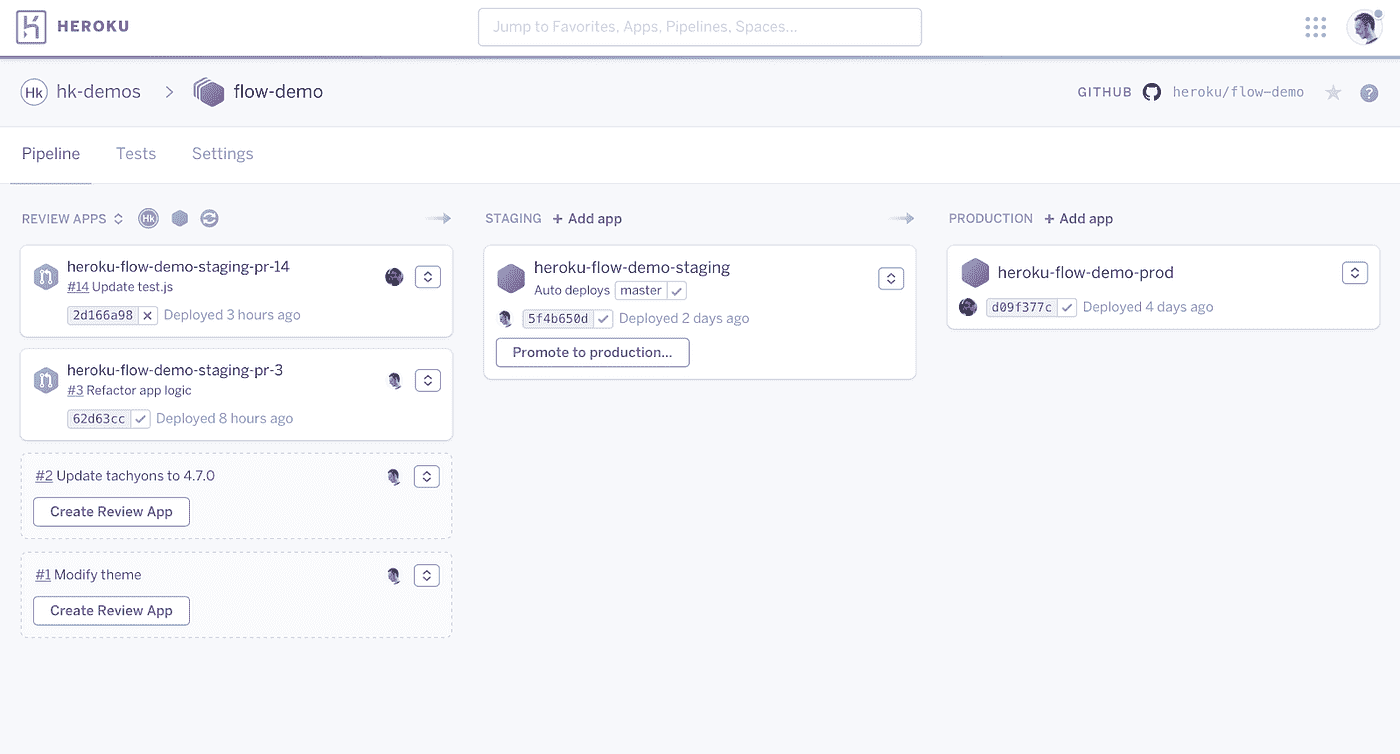 HEROKU
Jump to Favorites, Apps, Pipelines, Spaces...
Hk hk-demos > flow-demo
GITHUB heroku/flow-demo ?
Pipeline Tests Settings
REVIEW APPS Hk
heroku-flow-demo-staging-pr-14
#14 Update test.js
2d166a98 Deployed 3 hours ago
heroku-flow-demo-staging-pr-3
#3 Refactor app logic
62d63cc Deployed 8 hours ago
#2 Update tachyons to 4.7.0
Create Review App
#1 Modify theme
Create Review App
STAGING + Add app
heroku-flow-demo-staging
Auto deploys master
5f4b650d Deployed 2 days ago
Promote to production...
PRODUCTION + Add app
heroku-flow-demo-prod
d09f377c Deployed 4 days ago